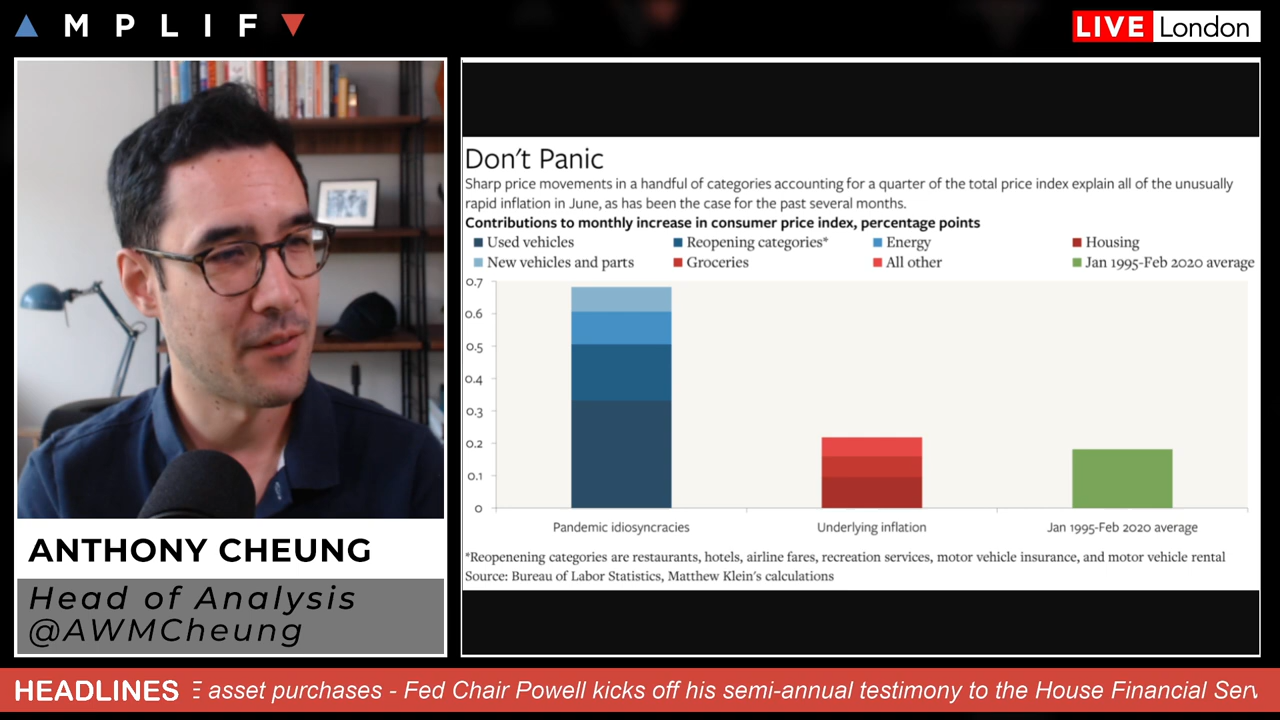 AMPLIFY
LIVE London
Don't Panic
Sharp price movements in a handful of categories accounting for a quarter of the total price index explain all of the unusually
rapid inflation in June, as has been the case for the past several months.
Contributions to monthly increase in consumer price index, percentage points
Used vehicles Reopening categories* Energy Housing
New vehicles and parts Groceries All other Jan 1995-Feb 2020 average
0.7
0.6
0.5
0.4
0.3
0.2
0.1
0
Pandemic idiosyncracies Underlying inflation Jan 1995-Feb 2020 average
*Reopenening categories are restaurants, hotels, airline fares, recreation services, motor vehicle insurance, and motor vehicle rental
Source: Bureau of Labor Statistics, Matthew Klein's calculations
ANTHONY CHEUNG
Head of Analysis
@AWMCheung
HEADLINES asset purchases - Fed Chair Powell kicks off his semi-annual testimony to the House Financial